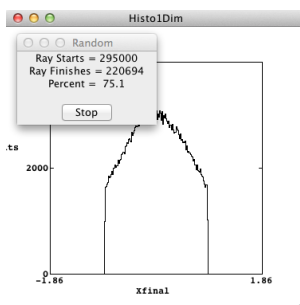 Histo1Dim
Random
Ray Starts = 295000
Ray Finishes = 220694
Percent = 75.1
Stop
ts
2000
0
-1.86
1.86
Xfinal